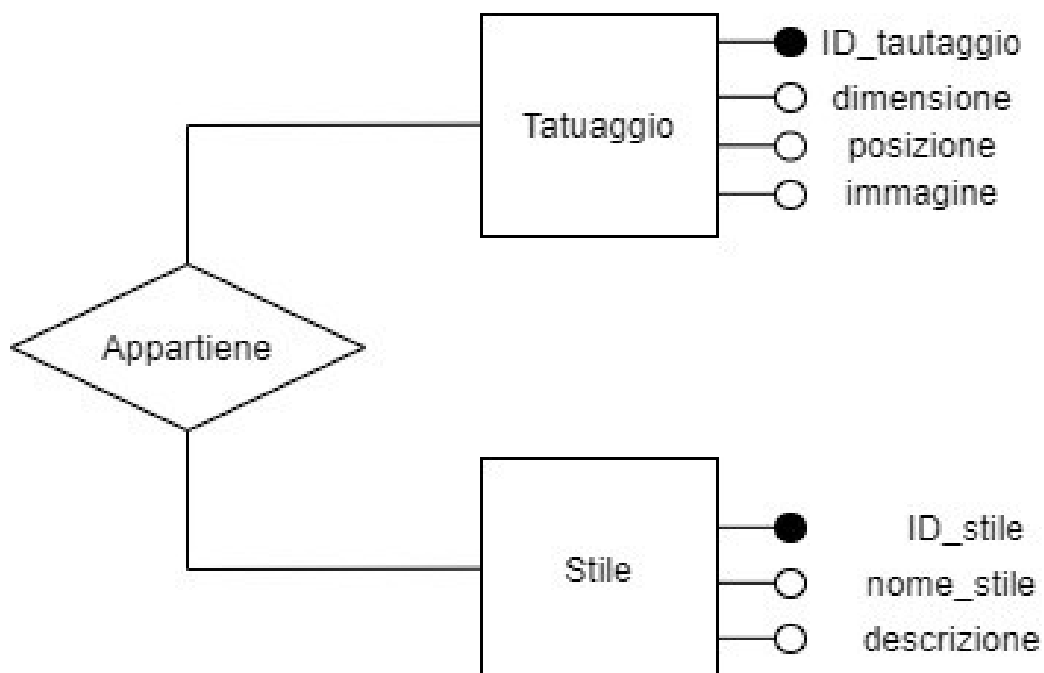 Tatuaggio
ID_tautaggio
dimensione
posizione
immagine
Appartiene
Stile
ID_stile
nome_stile
descrizione